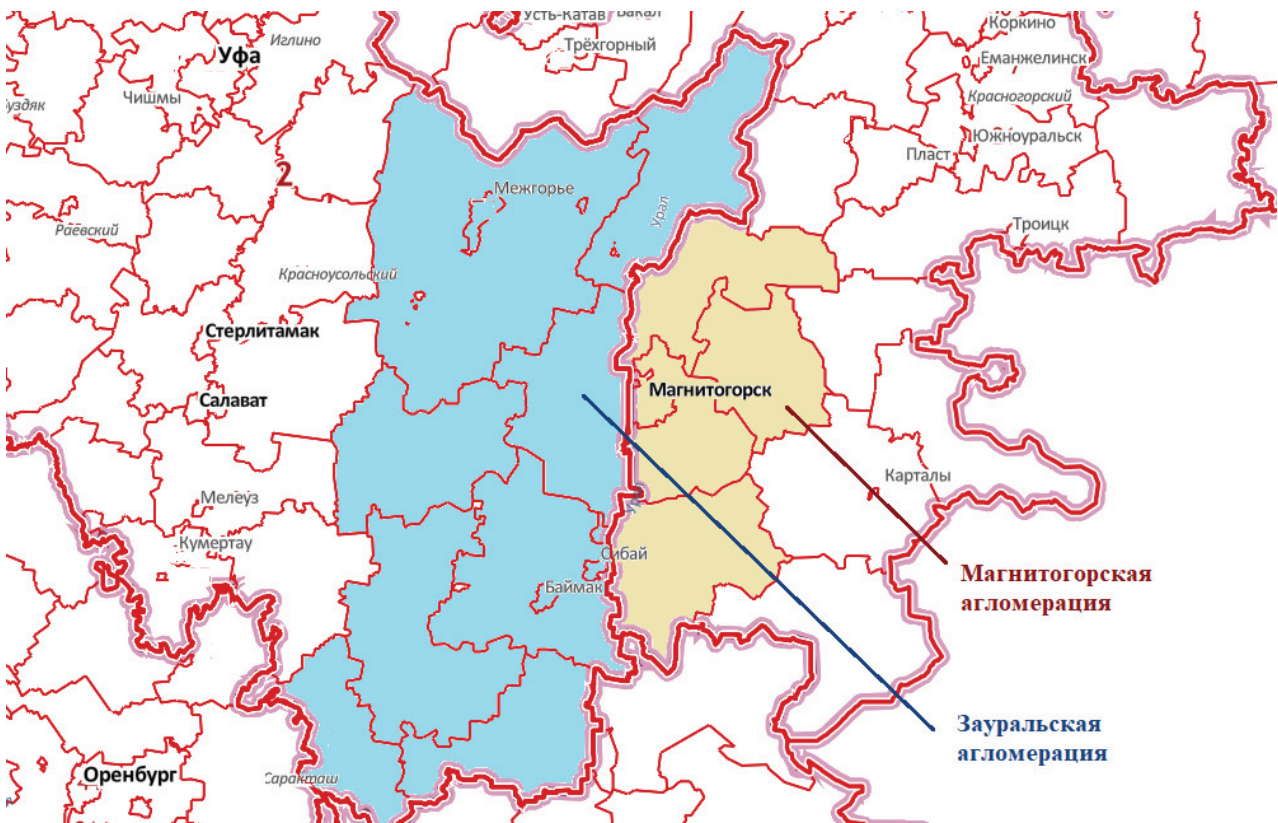 Усть-Катав
Бакал
Коркино
Иглино
Трёхгорный
Уфа
Еманжелинск
Чишмы
Красногорский
Южноуральск
Пласт
2
Межгорье
Урал
Троицк
Раевский
Красноусольский
Стерлитамак
Магнитогорск
Салават
Карталы
Мелеуз
Кумертау
Сибай
Баймак
Магнитогорская
агломерация
Зауральская
агломерация
Оренбург
Саракташ